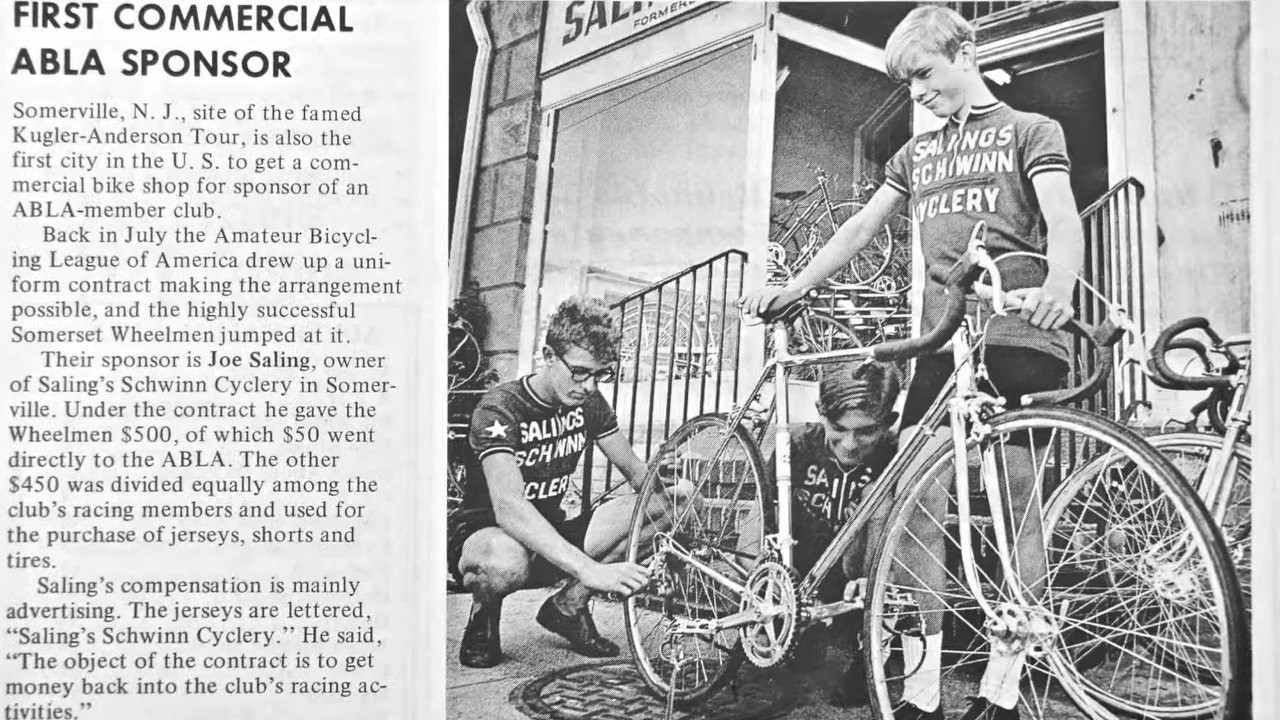 FIRST COMMERCIAL
ABLA SPONSOR
Somerville, N. J., site of the famed
Kugler-Anderson Tour, is also the
first city in the U. S. to get a com-
mercial bike shop for sponsor of an
ABLA-member club.
Back in July the Amateur Bicycl-
ing League of America drew up a uni-
form contract making the arrangement
possible, and the highly successful
Somerset Wheelmen jumped at it.
Their sponsor is Joe Saling, owner
of Saling's Schwinn Cyclery in Somer-
ville. Under the contract he gave the
Wheelmen $500, of which $50 went
directly to the ABLA. The other
$450 was divided equally among the
club's racing members and used for
the purchase of jerseys, shorts and
tires.
Saling's compensation is mainly
advertising. The jerseys are lettered,
"Saling's Schwinn Cyclery." He said,
"The object of the contract is to get
money back into the club's racing ac-
tivities."
SALINGS
SCHWINN
CYCLERY
SALINGS
SCHWINN
CYCLERY